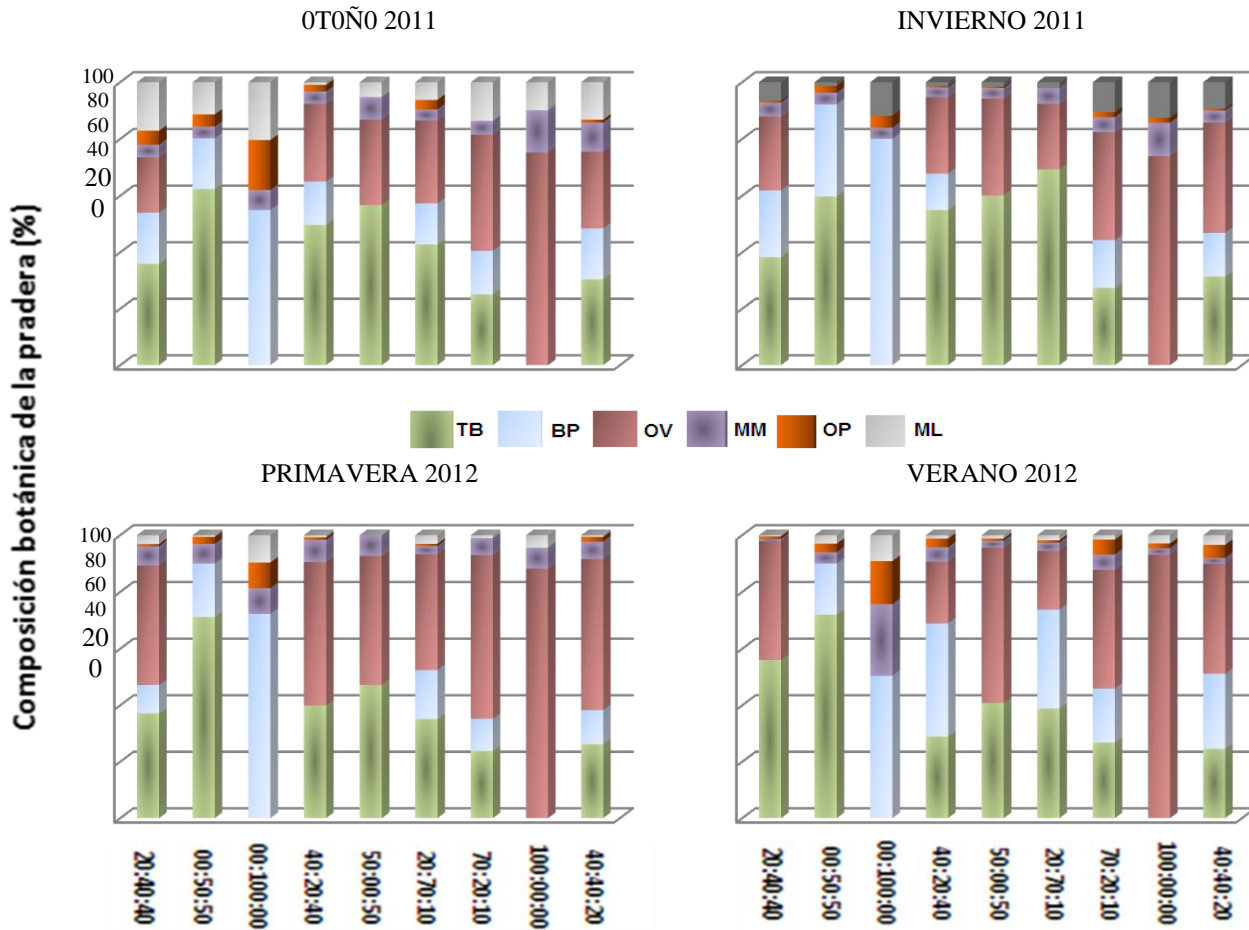 0T0Ñ0 2011
INVIERNO 2011
100
80
60
40
20
0
Composición botánica de la pradera (%)
TB BP OV MM OP ML
PRIMAVERA 2012
VERANO 2012
100
80
60
40
20
0
20:40:40 00:50:50 00:100:00 40:20:40 50:00:50 20:70:10 70:20:10 100:00:00 40:40:20
20:40:40 00:50:50 00:100:00 40:20:40 50:00:50 20:70:10 70:20:10 100:00:00 40:40:20